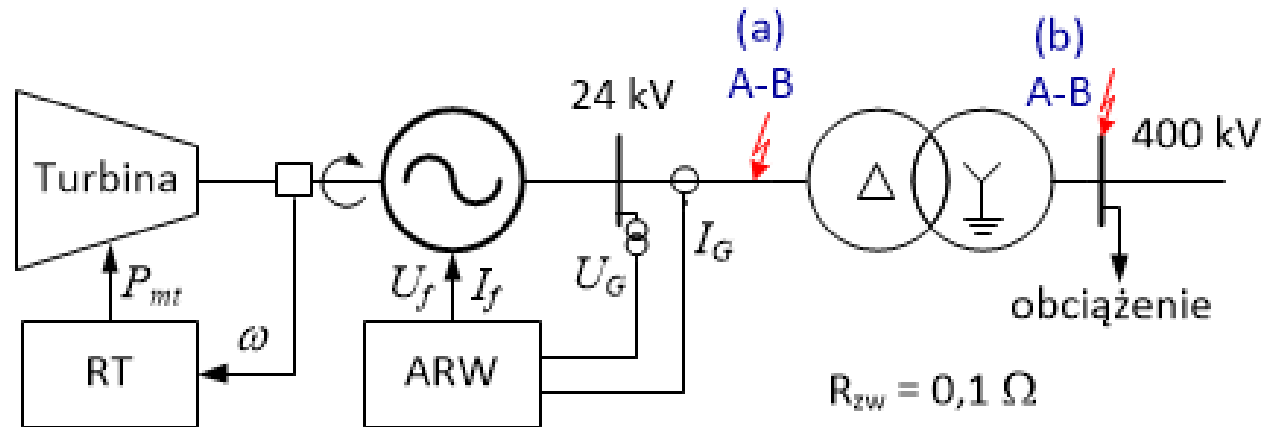 (a)
A-B
(b)
A-B
24 kV
400 kV
Turbina
Δ
I_G
U_G
P_mt
U_f I_f
obciążenie
ω
RT
ARW
R_zw = 0,1 Ω